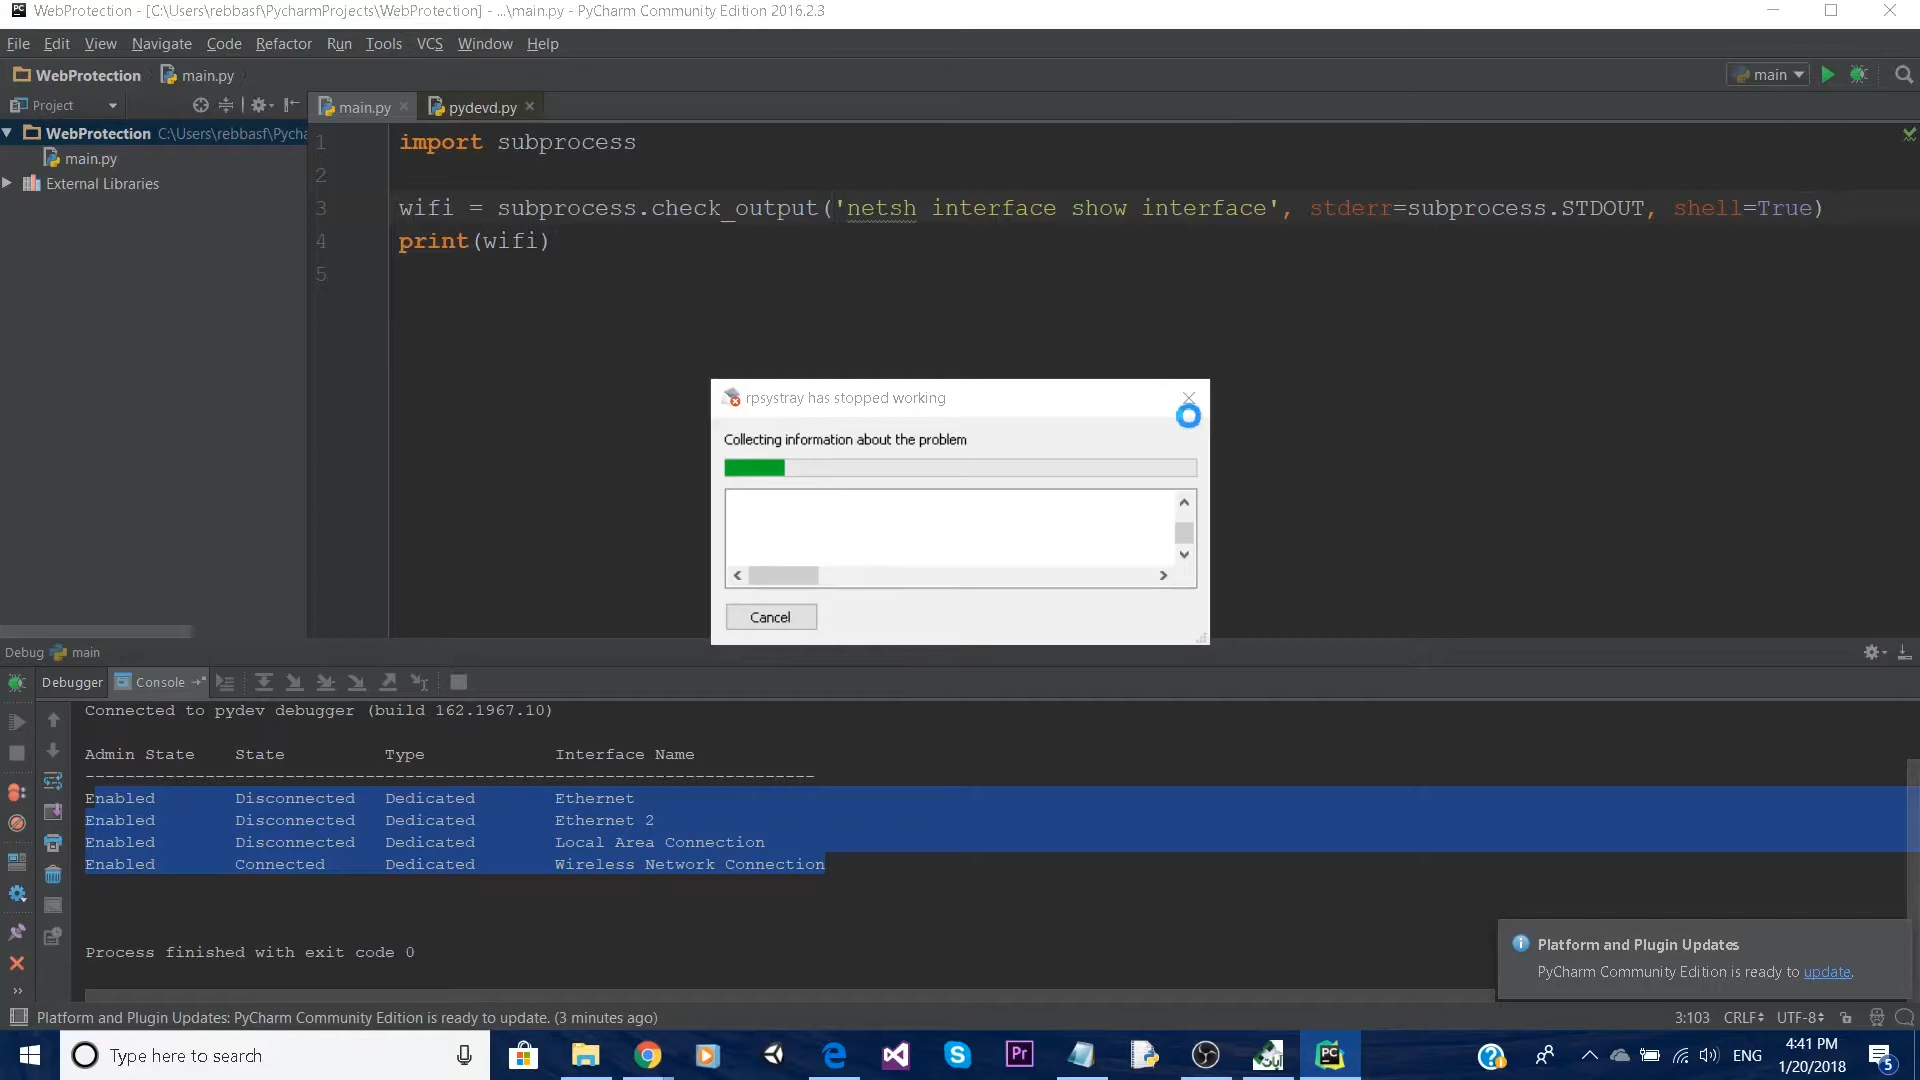 WebProtection - [C:\Users\rebbasf\PycharmProjects\WebProtection] - ...\main.py - PyCharm Community Edition 2016.2.3
File Edit View Navigate Code Refactor Run Tools VCS Window Help
WebProtection main.py main
Project main.py pydevd.py
WebProtection C:\Users\rebbasf\Pycha
main.py
External Libraries
1 import subprocess
2
3 wifi = subprocess.check_output('netsh interface show interface', stderr=subprocess.STDOUT, shell=True)
4 print(wifi)
5
rpsystray has stopped working
Collecting information about the problem
Cancel
Debug main
Debugger Console
Connected to pydev debugger (build 162.1967.10)
Admin State State Type Interface Name
-------------------------------------------------------------------------
Enabled Disconnected Dedicated Ethernet
Enabled Disconnected Dedicated Ethernet 2
Enabled Disconnected Dedicated Local Area Connection
Enabled Connected Dedicated Wireless Network Connection
Process finished with exit code 0
Platform and Plugin Updates
PyCharm Community Edition is ready to update.
Platform and Plugin Updates: PyCharm Community Edition is ready to update. (3 minutes ago) 3:103 CRLF UTF-8
Type here to search ENG 4:41 PM
1/20/2018 5